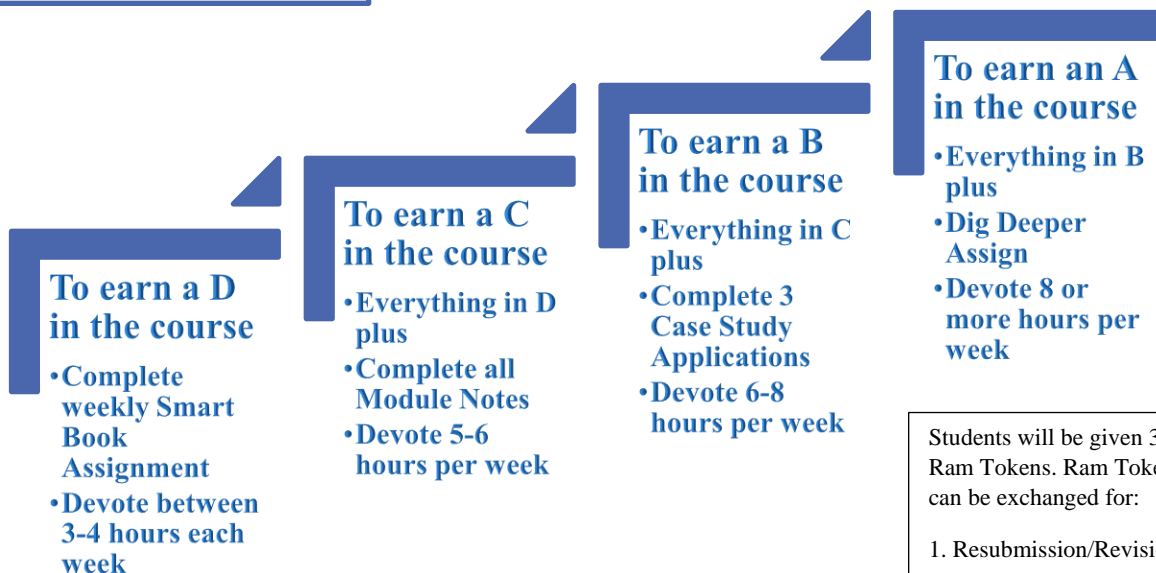 To earn a D
in the course
•Complete
weekly Smart
Book
Assignment
•Devote between
3-4 hours each
week
To earn a C
in the course
•Everything in D
plus
•Complete all
Module Notes
•Devote 5-6
hours per week
To earn a B
in the course
•Everything in C
plus
•Complete 3
Case Study
Applications
•Devote 6-8
hours per week
To earn an A
in the course
•Everything in B
plus
•Dig Deeper
Assign
•Devote 8 or
more hours per
week
Students will be given 3
Ram Tokens. Ram
can be exchanged for:
1.